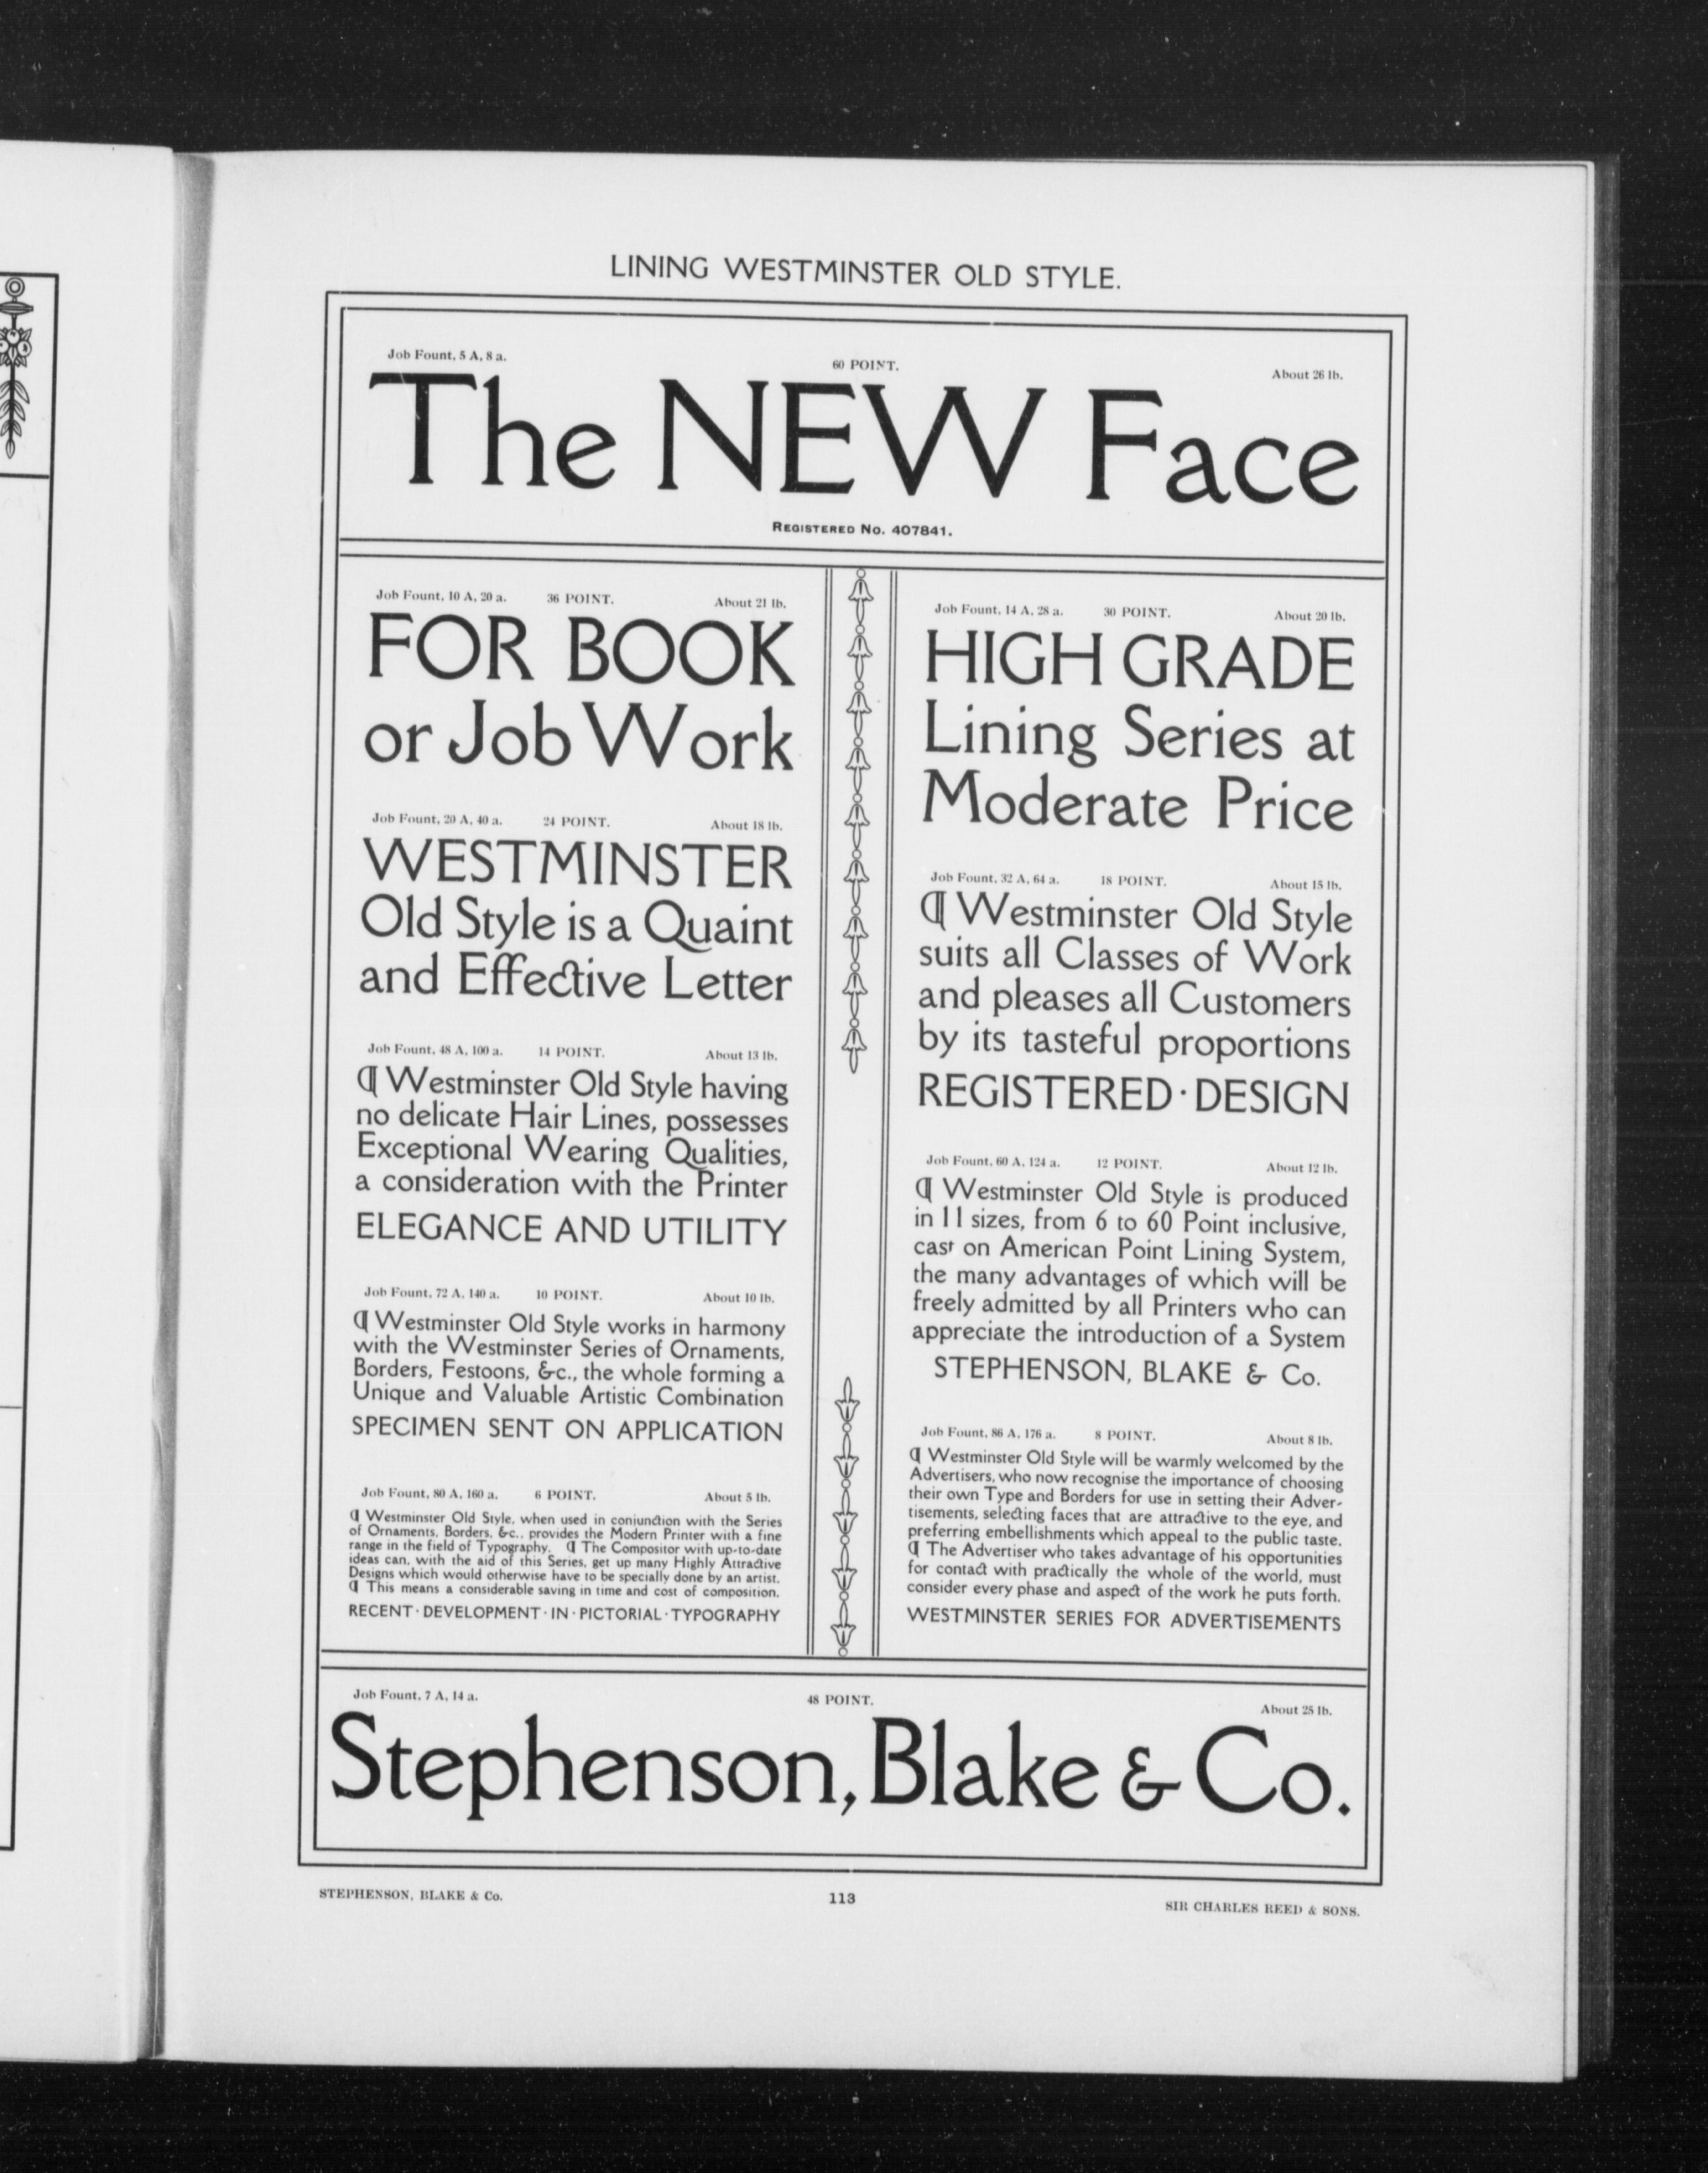 LINING WESTMINSTER OLD STYLE.
Job Fount, 5 A, 8 a. 60 POINT. About 26 lb.
The NEW Face
REGISTERED No. 407841.
Job Fount, 10 A, 20 a. 36 POINT. About 21 lb.
FOR BOOK
or Job Work
Job Fount, 20 A, 40 a. 24 POINT. About 18 lb.
WESTMINSTER
Old Style is a Quaint
and Effective Letter
Job Fount, 48 A, 100 a. 14 POINT. About 13 lb.
¶ Westminster Old Style having
no delicate Hair Lines, possesses
Exceptional Wearing Qualities,
a consideration with the Printer
ELEGANCE AND UTILITY
Job Fount, 72 A, 140 a. 10 POINT. About 10 lb.
¶ Westminster Old Style works in harmony
with the Westminster Series of Ornaments,
Borders, Festoons, &c., the whole forming a
Unique and Valuable Artistic Combination
SPECIMEN SENT ON APPLICATION
Job Fount, 80 A, 160 a. 6 POINT. About 5 lb.
¶ Westminster Old Style, when used in conjunction with the Series
of Ornaments, Borders, &c., provides the Modern Printer with a fine
range in the field of Typography. ¶ The Compositor with up-to-date
ideas can, with the aid of this Series, get up many Highly Attractive
Designs which would otherwise have to be specially done by an artist.
¶ This means a considerable saving in time and cost of composition.
RECENT · DEVELOPMENT · IN · PICTORIAL · TYPOGRAPHY
Job Fount, 14 A, 28 a. 30 POINT. About 20 lb.
HIGH GRADE
Lining Series at
Moderate Price
Job Fount, 32 A, 64 a. 18 POINT. About 15 lb.
¶ Westminster Old Style
suits all Classes of Work
and pleases all Customers
by its tasteful proportions
REGISTERED · DESIGN
Job Fount, 60 A, 124 a. 12 POINT. About 12 lb.
¶ Westminster Old Style is produced
in 11 sizes, from 6 to 60 Point inclusive,
cast on American Point Lining System,
the many advantages of which will be
freely admitted by all Printers who can
appreciate the introduction of a System
STEPHENSON, BLAKE & Co.
Job Fount, 86 A, 176 a. 8 POINT. About 8 lb.
¶ Westminster Old Style will be warmly welcomed by the
Advertisers, who now recognise the importance of choosing
their own Type and Borders for use in setting their Adver-
tisements, selecting faces that are attractive to the eye, and
preferring embellishments which appeal to the public taste.
¶ The Advertiser who takes advantage of his opportunities
for contact with practically the whole of the world, must
consider every phase and aspect of the work he puts forth.
WESTMINSTER SERIES FOR ADVERTISEMENTS
Job Fount, 7 A, 14 a. 48 POINT. About 25 lb.
Stephenson, Blake & Co.
STEPHENSON, BLAKE & Co. 113 SIR CHARLES REED & SONS.